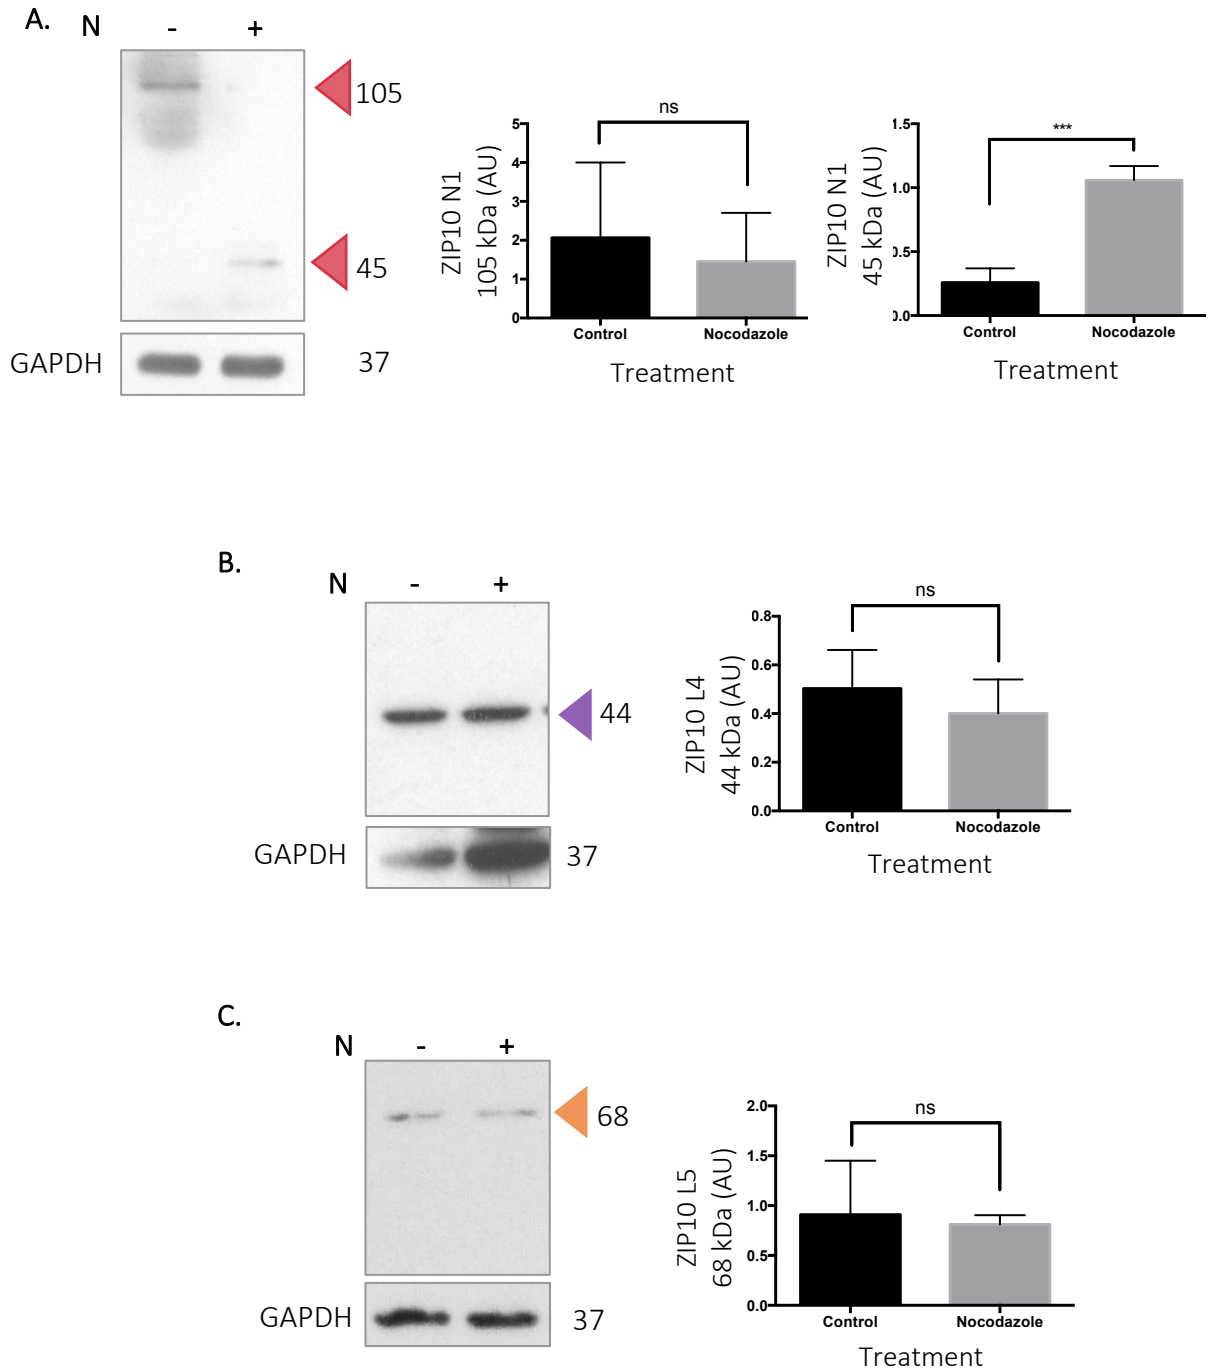 A.
N - +
105
45
GAPDH 37
ZIP10 N1
105 kDa (AU)
5
4
3
2
1
0
ns
Control Nocodazole
Treatment
ZIP10 N1
45 kDa (AU)
1.5
1.0
0.5
0.0
***
Control Nocodazole
Treatment
B.
N - +
44
GAPDH 37
ZIP10 L4
44 kDa (AU)
0.8
0.6
0.4
0.2
0.0
ns
Control Nocodazole
Treatment
C.
N - +
68
GAPDH 37
ZIP10 L5
68 kDa (AU)
2.0
1.5
1.0
0.5
0.0
ns
Control Nocodazole
Treatment